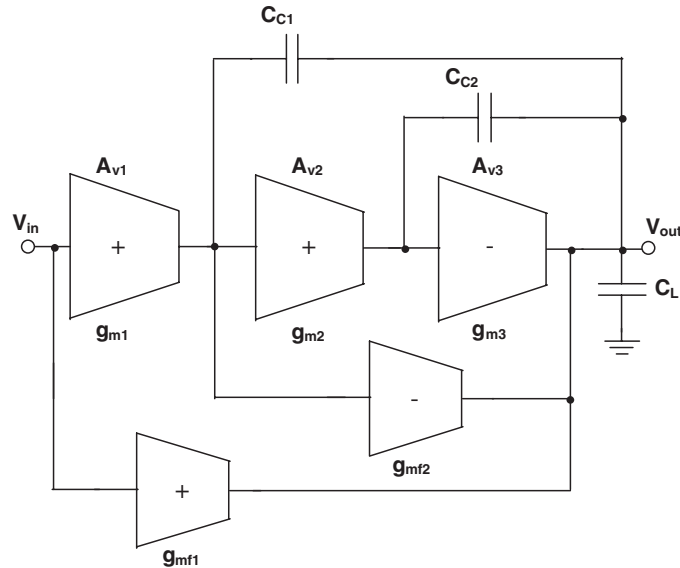 C_C1
C_C2
A_v1 A_v2 A_v3
V_in V_out
+ + -
C_L
g_m1 g_m2 g_m3
-
g_mf2
+
g_mf1